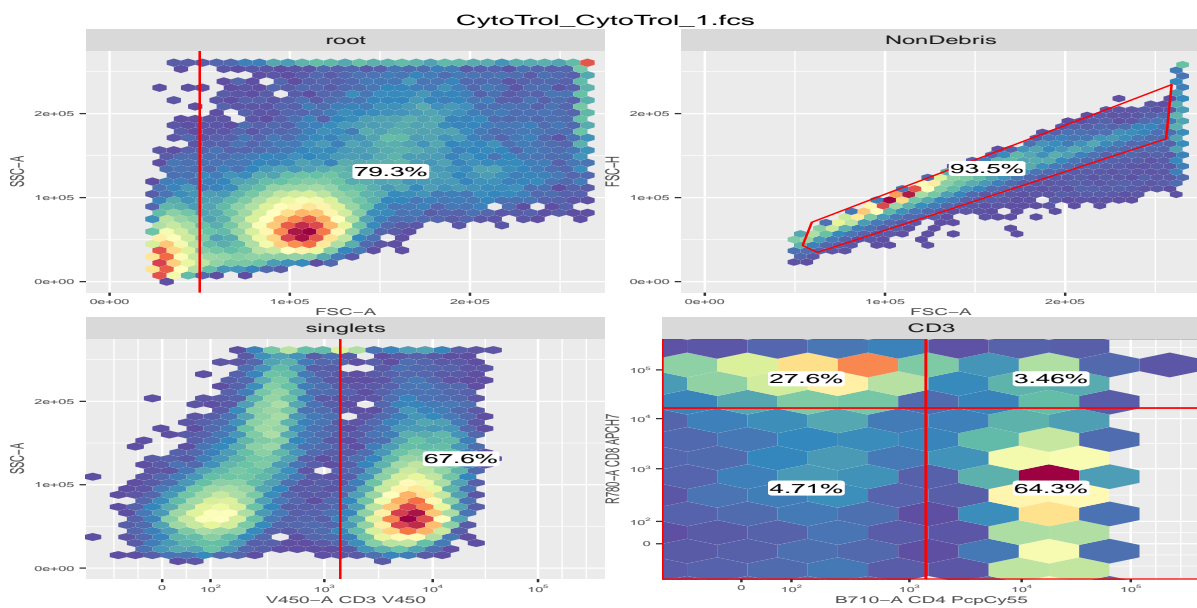 CytoTrol_CytoTrol_1.fcs
root
SSC−A
2e+05
1e+05
0e+00
79.3%
0e+00 1e+05 2e+05
FSC−A
NonDebris
FSC−H
2e+05
1e+05
0e+00
93.5%
0e+00 1e+05 2e+05
FSC−A
singlets
SSC−A
2e+05
1e+05
0e+00
67.6%
0 10² 10³ 10⁴ 10⁵
V450−A CD3 V450
CD3
R780−A CD8 APCH7
10⁵
10⁴
10³
10²
0
27.6% 3.46%
4.71% 64.3%
0 10² 10³ 10⁴ 10⁵
B710−A CD4 PcpCy55